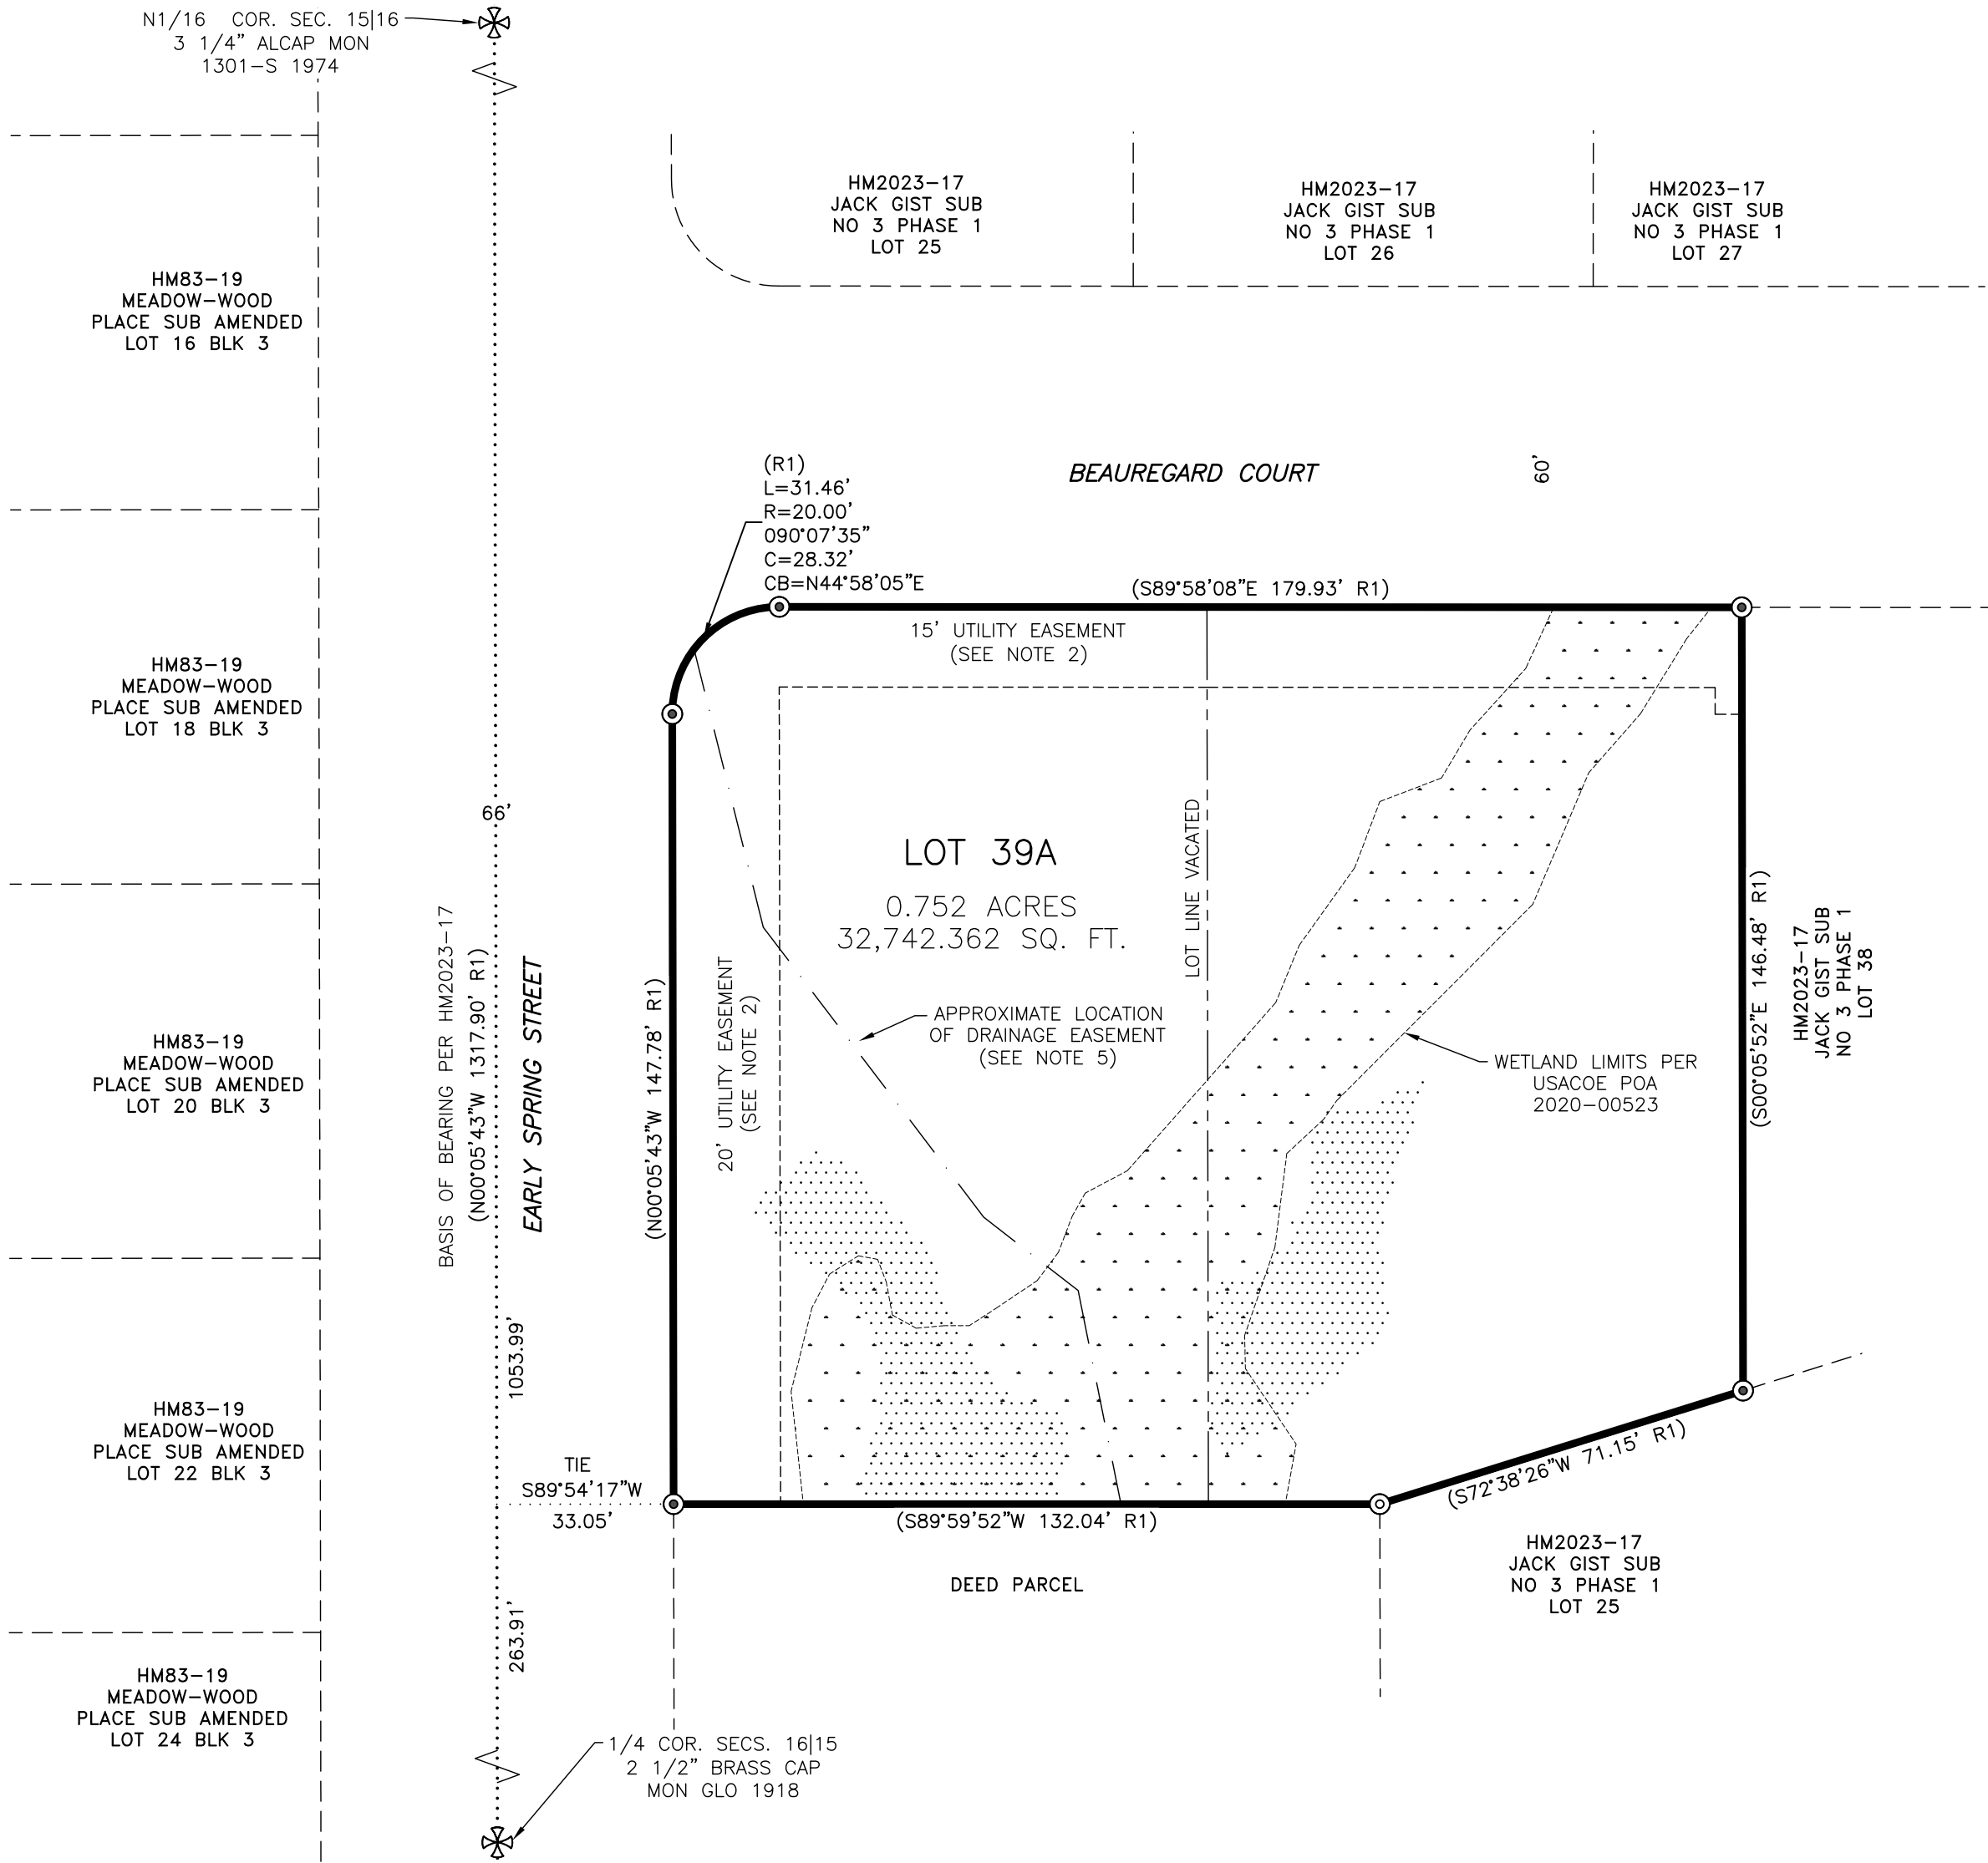 N1/16 COR. SEC. 15|16
3 1/4" ALCAP MON
1301-S 1974
HM2023-17
JACK GIST SUB
NO 3 PHASE 1
LOT 25
HM2023-17
JACK GIST SUB
NO 3 PHASE 1
LOT 26
HM2023-17
JACK GIST SUB
NO 3 PHASE 1
LOT 27
HM83-19
MEADOW-WOOD
PLACE SUB AMENDED
LOT 16 BLK 3
(R1)
L=31.46'
R=20.00'
090°07'35"
C=28.32'
CB=N44°58'05"E
BEAUREGARD COURT
60'
(S89°58'08"E 179.93' R1)
15' UTILITY EASEMENT
(SEE NOTE 2)
HM83-19
MEADOW-WOOD
PLACE SUB AMENDED
LOT 18 BLK 3
66'
LOT 39A
0.752 ACRES
32,742.362 SQ. FT.
LOT LINE VACATED
BASIS OF BEARING PER HM2023-17
(N00°05'43"W 1317.90' R1)
EARLY SPRING STREET
(N00°05'43"W 147.78' R1)
20' UTILITY EASEMENT
(SEE NOTE 2)
APPROXIMATE LOCATION
OF DRAINAGE EASEMENT
(SEE NOTE 5)
WETLAND LIMITS PER
USACOE POA
2020-00523
(S00°05'52"E 146.48' R1)
HM2023-17
JACK GIST SUB
NO 3 PHASE 1
LOT 38
HM83-19
MEADOW-WOOD
PLACE SUB AMENDED
LOT 20 BLK 3
1053.99'
HM83-19
MEADOW-WOOD
PLACE SUB AMENDED
LOT 22 BLK 3
TIE
S89°54'17"W
33.05'
(S89°59'52"W 132.04' R1)
(S72°38'26"W 71.15' R1)
DEED PARCEL
HM2023-17
JACK GIST SUB
NO 3 PHASE 1
LOT 25
263.91'
HM83-19
MEADOW-WOOD
PLACE SUB AMENDED
LOT 24 BLK 3
1/4 COR. SECS. 16|15
2 1/2" BRASS CAP
MON GLO 1918